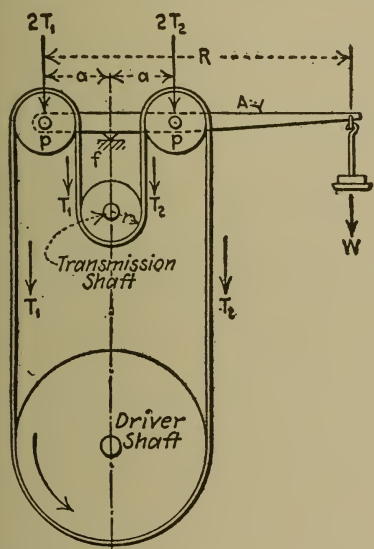 2T₁ 2T₂
R
a a
A
p p
f
T₁ T₂
r₂
Transmission
Shaft
W
T₁ T₂
Driver
Shaft